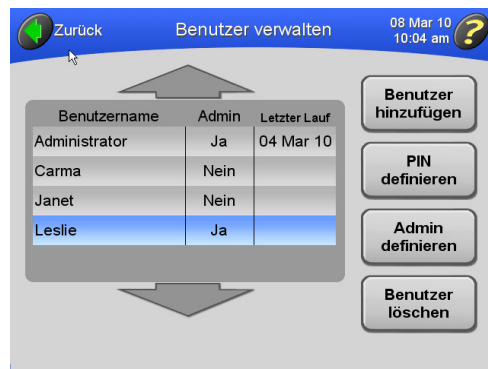 Zurück
Benutzer verwalten
08 Mar 10
10:04 am
?
Benutzername Admin Letzter Lauf
Administrator Ja 04 Mar 10
Carma Nein
Janet Nein
Leslie Ja
Benutzer
hinzufügen
PIN
definieren
Admin
definieren
Benutzer
löschen